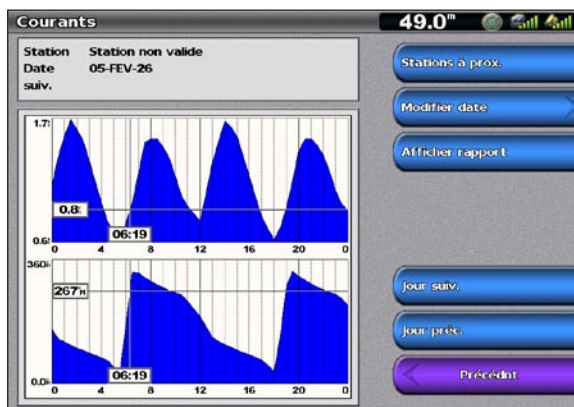 Courants
49.0m
Station Station non valide
Date 05-FEV-26
suiv.
Stations à prox.
Modifier date
Afficher rapport
1.7
0.8
0.6
06:19
0 4 8 12 16 20 0
360
267
0.0
06:19
0 4 8 12 16 20 0
Jour suiv.
Jour préc.
Précédnt